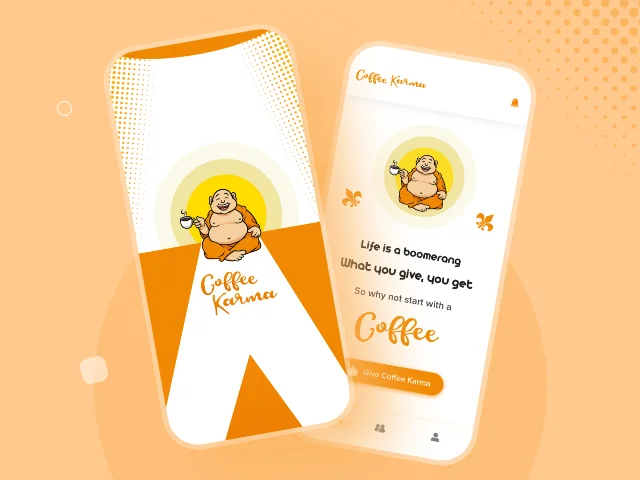 Coffee
Karma
Coffee Karma
Life is a boomerang
What you give, you get
So why not start with a
Coffee
Give Coffee Karma